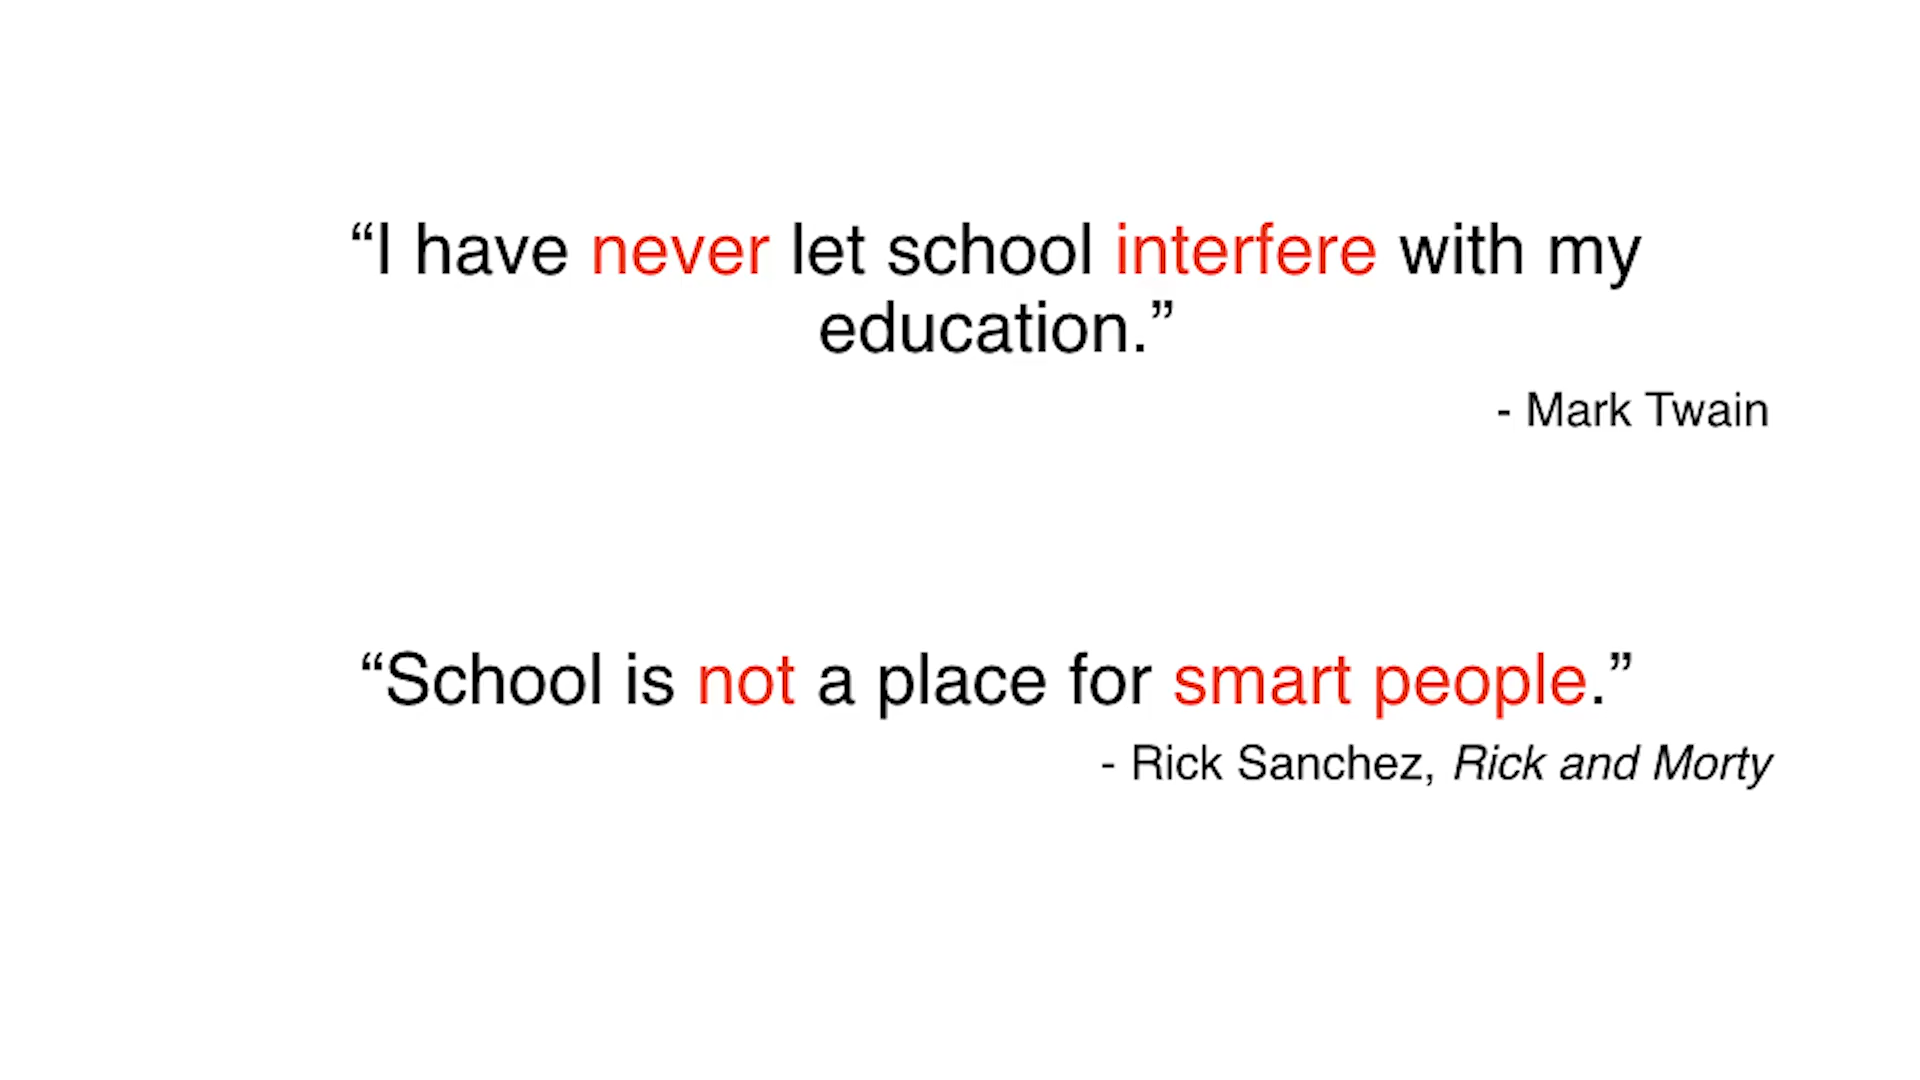 “I have never let school interfere with my
education.”
- Mark Twain
“School is not a place for smart people.”
- Rick Sanchez, Rick and Morty